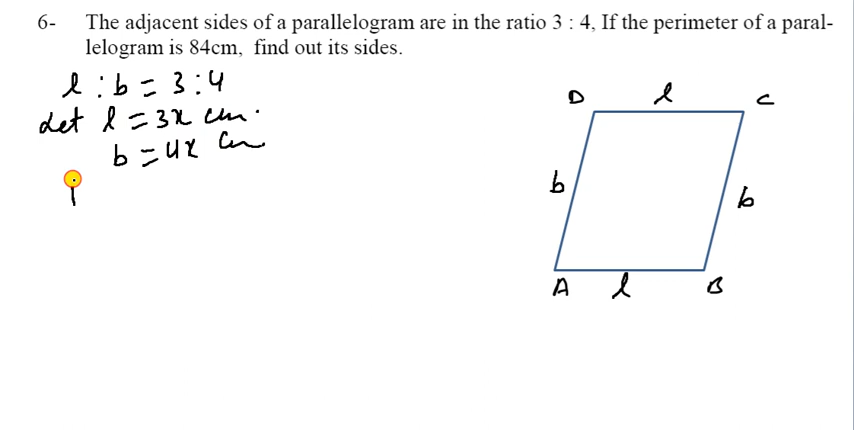 6- The adjacent sides of a parallelogram are in the ratio 3 : 4, If the perimeter of a paral-
lelogram is 84cm, find out its sides.
l : b = 3 : 4
Let l = 3x cm.
b = 4x cm
P
D l C
b b
A l B